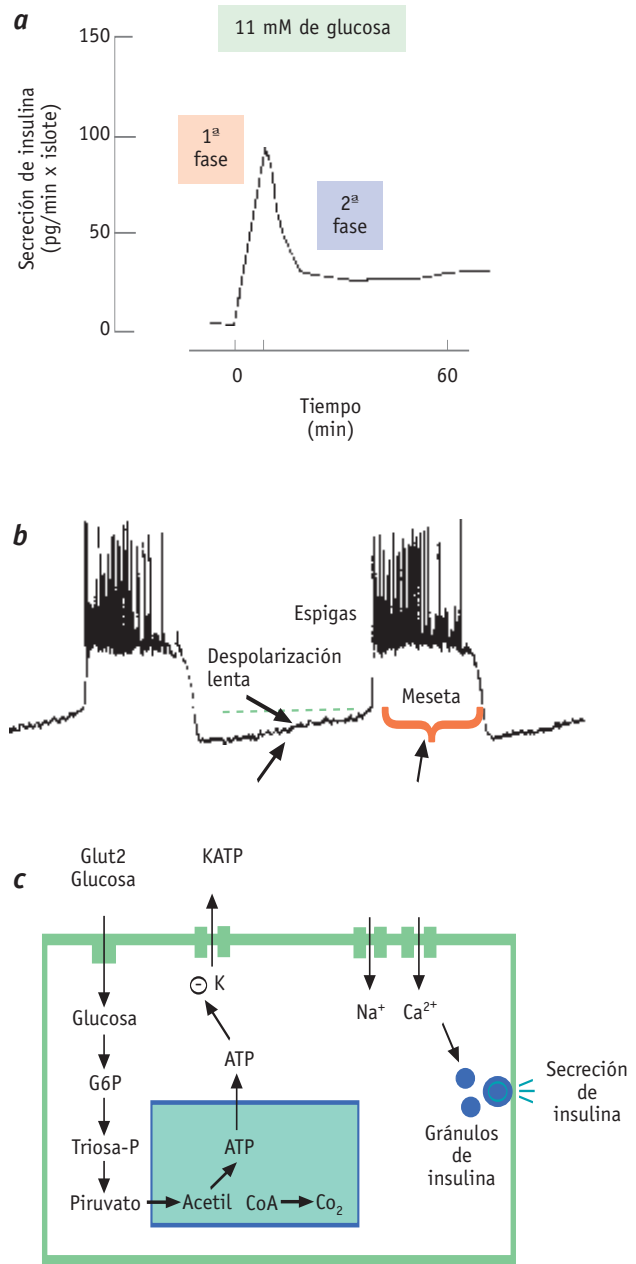 a
150
100
50
0
Secreción de insulina
(pg/min x islote)
11 mM de glucosa
1ª
fase
2ª
fase
0
60
Tiempo
(min)
b
Espigas
Despolarización
lenta
Meseta
c
Glut2
Glucosa
KATP
- K
Na⁺ Ca²⁺
Glucosa
ATP
G6P
Secreción
de
insulina
Gránulos
de
insulina
Triosa-P
ATP
Piruvato
Acetil CoA Co₂